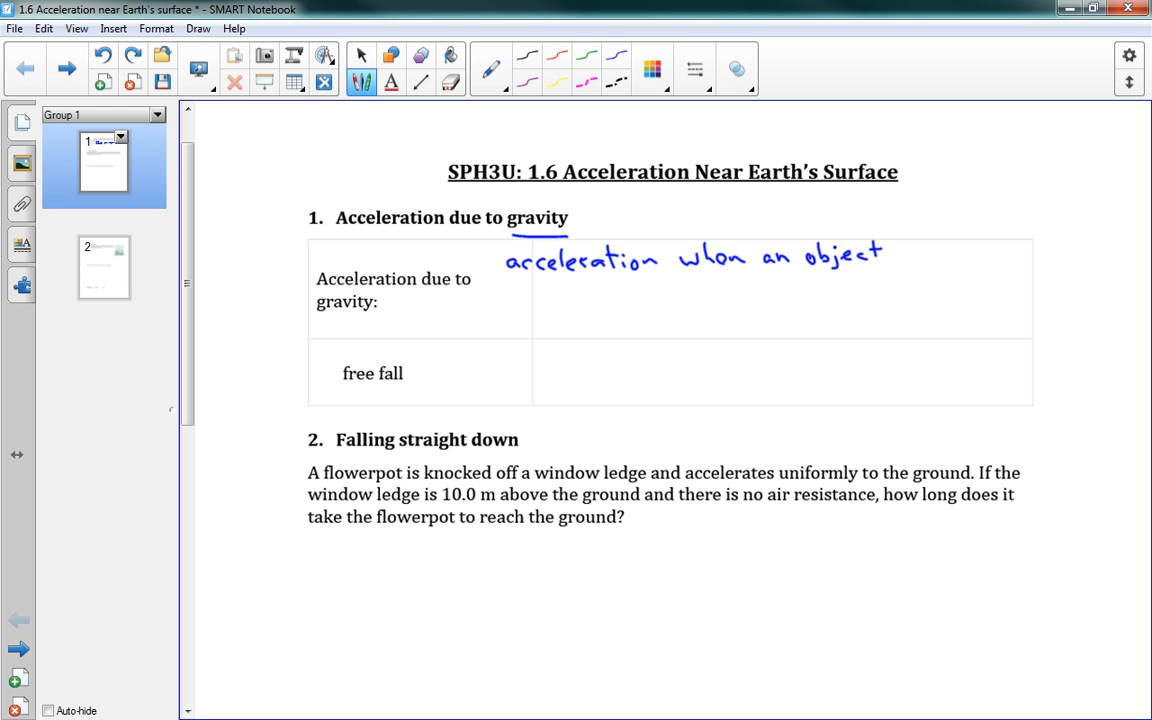 1.6 Acceleration near Earth's surface * - SMART Notebook
File Edit View Insert Format Draw Help
Group 1
1
2
SPH3U: 1.6 Acceleration Near Earth's Surface
1. Acceleration due to gravity
acceleration when an object
Acceleration due to
gravity:
free fall
2. Falling straight down
A flowerpot is knocked off a window ledge and accelerates uniformly to the ground. If the
window ledge is 10.0 m above the ground and there is no air resistance, how long does it
take the flowerpot to reach the ground?
Auto-hide